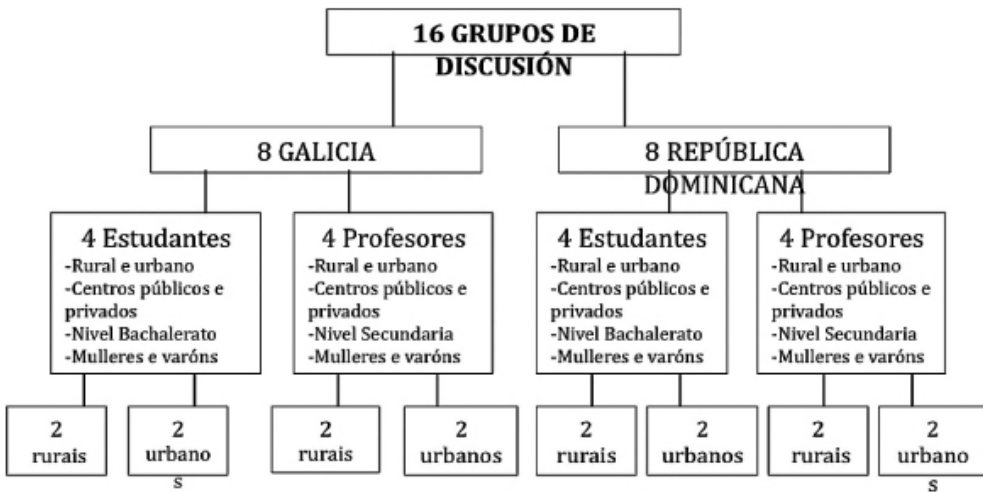 16 GRUPOS DE
DISCUSIÓN
8 GALICIA
8 REPÚBLICA
DOMINICANA
4 Estudantes
-Rural e urbano
-Centros públicos e
privados
-Nivel Bachalerato
-Mulleres e varóns
4 Profesores
-Rural e urbano
-Centros públicos e
privados
-Nivel Secundaria
-Mulleres e varóns
4 Estudantes
-Rural e urbano
-Centros públicos e
privados
-Nivel Bachalerato
-Mulleres e varóns
4 Profesores
-Rural e urbano
-Centros públicos e
privados
-Nivel Secundaria
-Mulleres e varóns
2
rurais
2
urbano
s
2
rurais
2
urbanos
2
rurais
2
urbanos
2
rurais
2
urbano
s